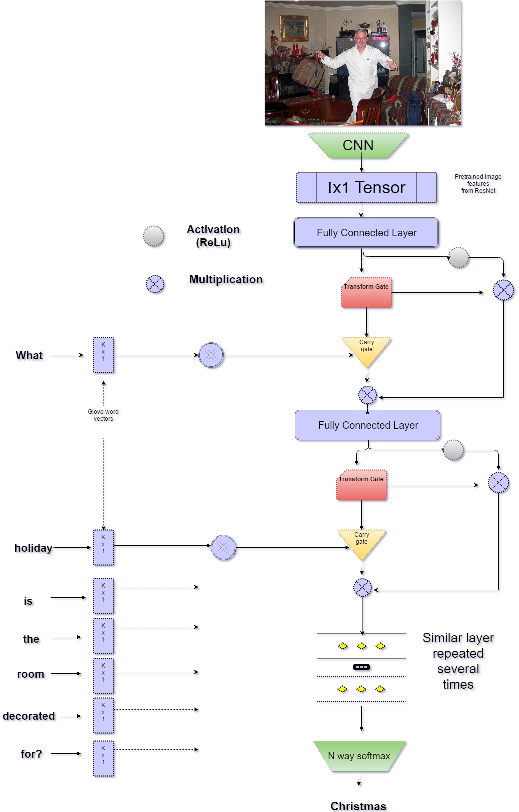 CNN
Ix1 Tensor
Pretrained Image
features
from ResNet
Fully Connected Layer
Activation
(ReLu)
Multiplication
Transform Gate
Carry
gate
What
K
x
1
Glove word
vectors
Fully Connected Layer
Transform Gate
Carry
gate
holiday
K
x
1
is
K
x
1
the
K
x
1
room
K
x
1
decorated
K
x
1
for?
K
x
1
Similar layer
repeated
several
times
N way softmax
Christmas